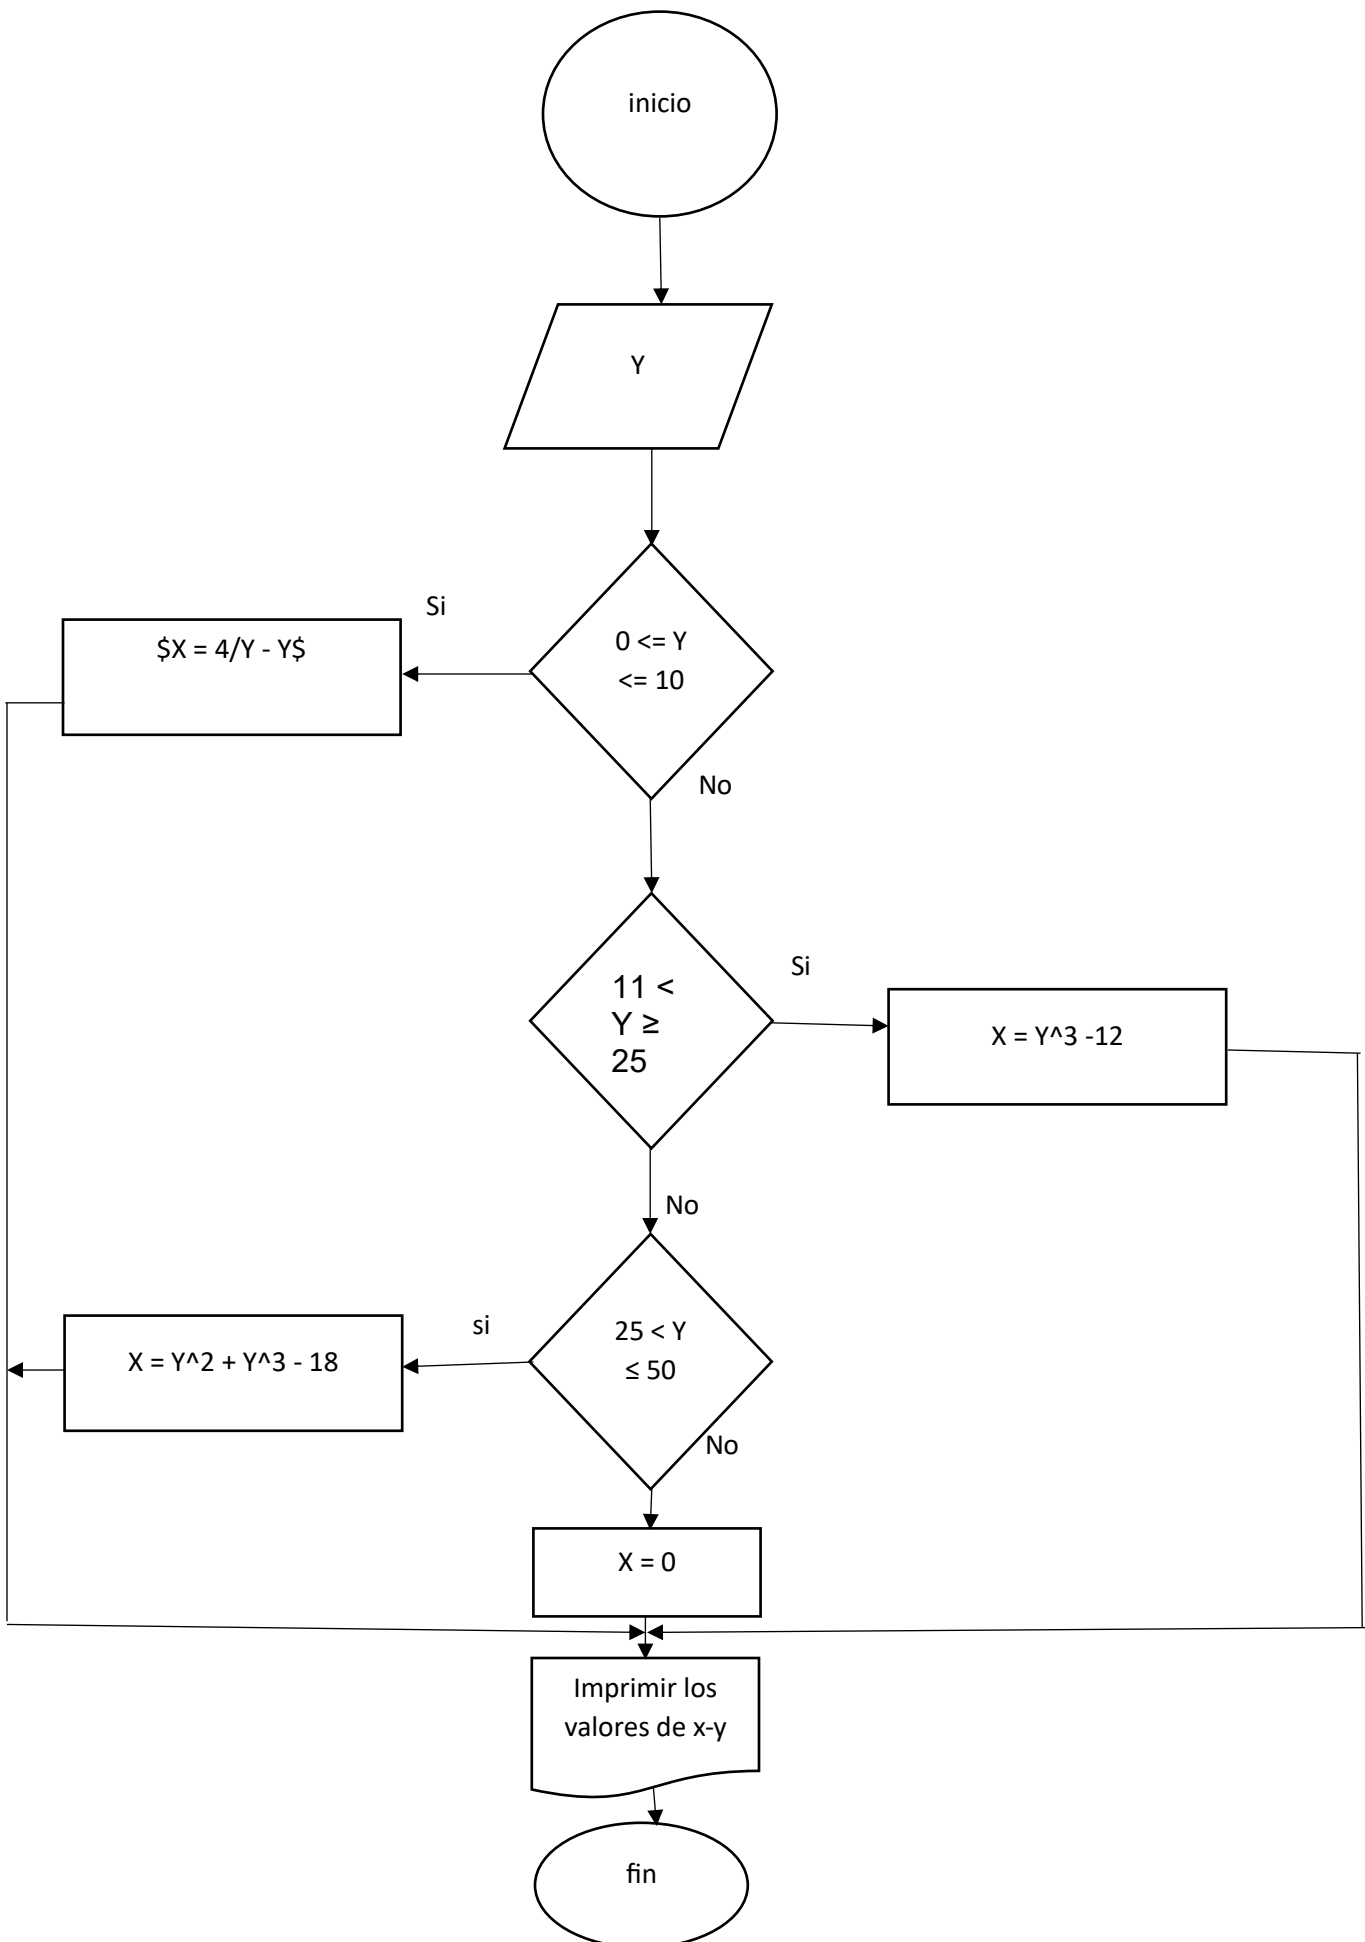 inicio
Y
Si
$X = 4/Y - Y$
0 <= Y
<= 10
No
11 <
Y ≥
25
Si
X = Y^3 -12
No
si
25 < Y
≤ 50
X = Y^2 + Y^3 - 18
No
X = 0
Imprimir los
valores de x-y
fin